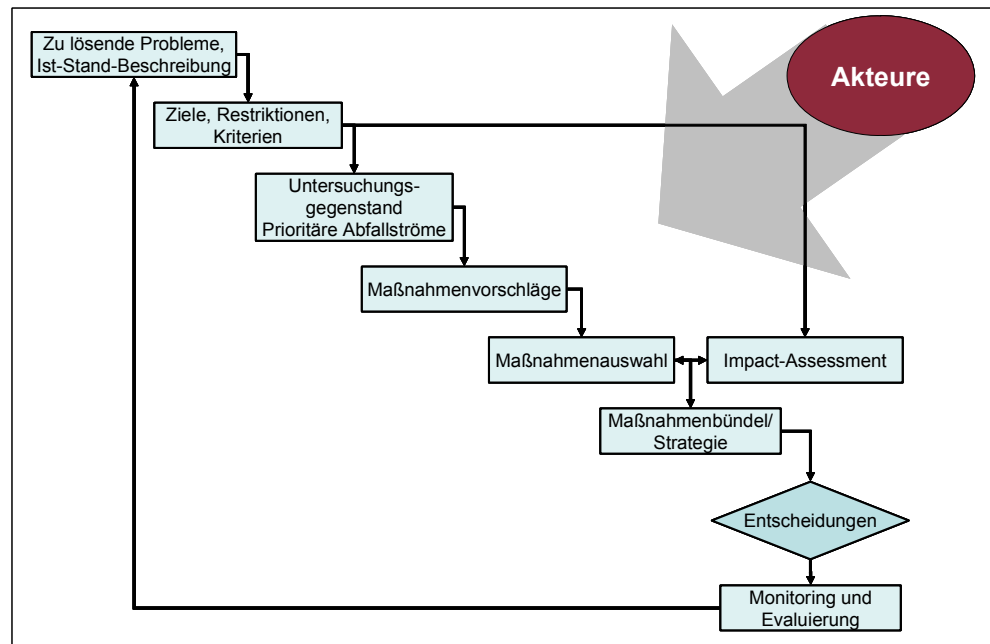 Zu lösende Probleme,
Ist-Stand-Beschreibung
Akteure
Ziele, Restriktionen,
Kriterien
Untersuchungs-
gegenstand
Prioritäre Abfallströme
Maßnahmenvorschläge
Maßnahmenauswahl
Impact-Assessment
Maßnahmenbündel/
Strategie
Entscheidungen
Monitoring und
Evaluierung